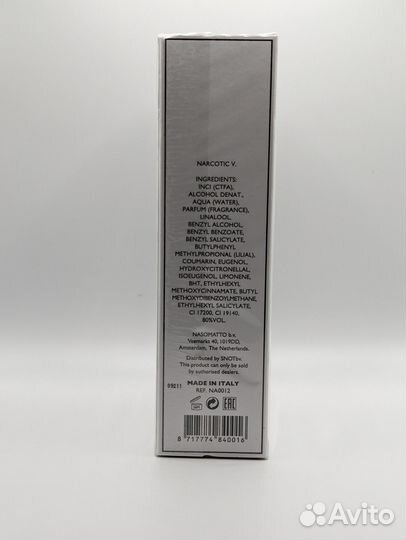 NARCOTIC V.
INGREDIENTS:
INCI (CTFA),
ALCOHOL DENAT.,
AQUA (WATER),
PARFUM (FRAGRANCE),
LINALOOL,
BENZYL ALCOHOL,
BENZYL BENZOATE,
BENZYL SALICYLATE,
BUTYLPHENYL
METHYLPROPIONAL (LILIAL),
COUMARIN, EUGENOL,
HYDROXYCITRONELLAL,
ISOEUGENOL, LIMONENE,
BHT, ETHYLHEXYL
METHOXYCINNAMATE, BUTYL
METHOXYDIBENZOYLMETHANE,
ETHYLHEXYL SALICYLATE,
CI 17200, CI 19140,
80%VOL.
NASOMATTO b.v.
Veemarkt 40, 1019DD,
Amsterdam, The Netherlands.
Distributed by SNOTbv.
This product can only be sold
by authorised dealers.
09211
MADE IN ITALY
REF. NA0012
EAC
8 717774 840016
Avito